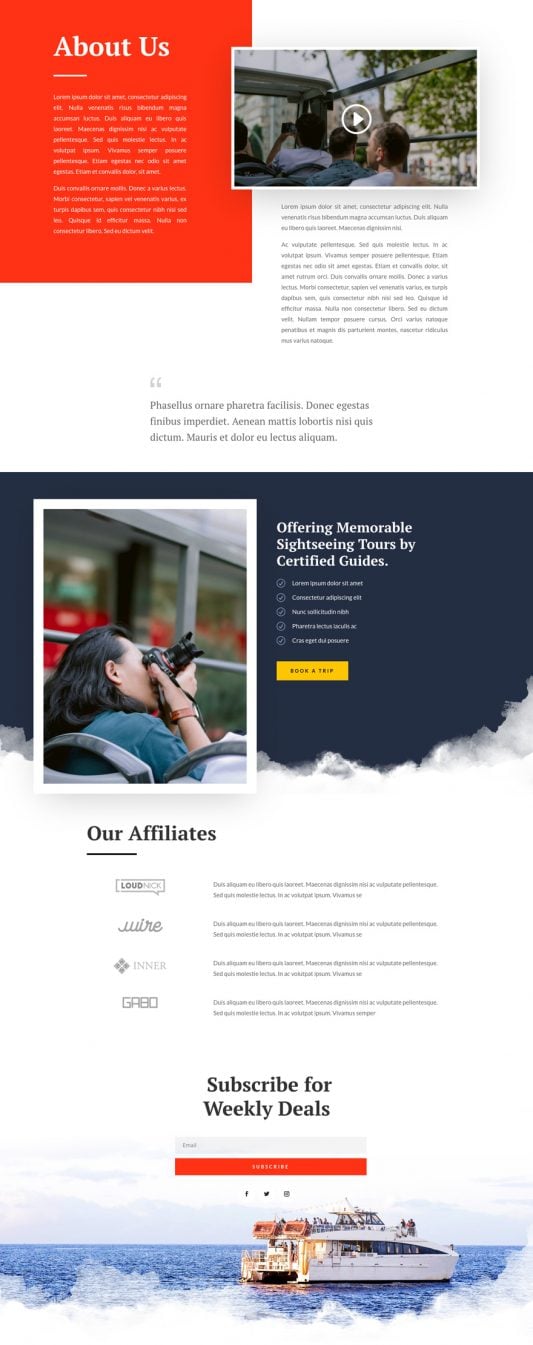 About Us
Lorem ipsum dolor sit amet, consectetur adipiscing
elit. Nulla venenatis risus bibendum magna
accumsan luctus. Duis aliquam eu libero quis
laoreet. Maecenas dignissim nisi ac vulputate
pellentesque. Sed quis molestie lectus. In ac
volutpat ipsum. Vivamus semper posuere
pellentesque. Etiam egestas nec odio sit amet
egestas. Etiam et convallis dolor, sit amet.
Duis convallis ornare mollis. Donec a varius lectus.
Morbi consectetur, sapien vel venenatis varius, ex
turpis dapibus sem, quis consectetur nibh nisi sed
leo. Quisque id efficitur massa. Nulla non
consectetur libero. Sed eu dictum velit.
Lorem ipsum dolor sit amet, consectetur adipiscing elit. Nulla
venenatis risus bibendum magna accumsan luctus. Duis aliquam
eu libero quis laoreet. Maecenas dignissim nisi.
Ac vulputate pellentesque. Sed quis molestie lectus. In ac
volutpat ipsum. Vivamus semper posuere pellentesque. Etiam
egestas nec odio sit amet egestas. Etiam et convallis dolor, sit
amet rutrum orci. Duis convallis ornare mollis. Donec a varius
lectus. Morbi consectetur, sapien vel venenatis varius, ex turpis
dapibus sem, quis consectetur nibh nisi sed leo. Quisque id
efficitur massa. Nulla non consectetur libero. Sed eu dictum
velit. Nullam tempor posuere cursus. Orci varius natoque
penatibus et magnis dis parturient montes, nascetur ridiculus
mus varius natoque.
“
Phasellus ornare pharetra facilisis. Donec egestas
finibus imperdiet. Aenean mattis lobortis nisi quis
dictum. Mauris et dolor eu lectus aliquam.
Offering Memorable
Sightseeing Tours by
Certified Guides.
Lorem ipsum dolor sit amet
Consectetur adipiscing elit
Nunc sollicitudin nibh
Pharetra lectus iaculis ac
Cras eget dui posuere
BOOK A TRIP
Our Affiliates
LOUDNICK
Duis aliquam eu libero quis laoreet. Maecenas dignissim nisi ac vulputate pellentesque.
Sed quis molestie lectus. In ac volutpat ipsum. Vivamus se
wire
Duis aliquam eu libero quis laoreet. Maecenas dignissim nisi ac vulputate pellentesque.
Sed quis molestie lectus. In ac volutpat ipsum. Vivamus se
INNER
Duis aliquam eu libero quis laoreet. Maecenas dignissim nisi ac vulputate pellentesque.
Sed quis molestie lectus. In ac volutpat ipsum. Vivamus se
GABO
Duis aliquam eu libero quis laoreet. Maecenas dignissim nisi ac vulputate pellentesque.
Sed quis molestie lectus. In ac volutpat ipsum. Vivamus semper
Subscribe for
Weekly Deals
Email
SUBSCRIBE